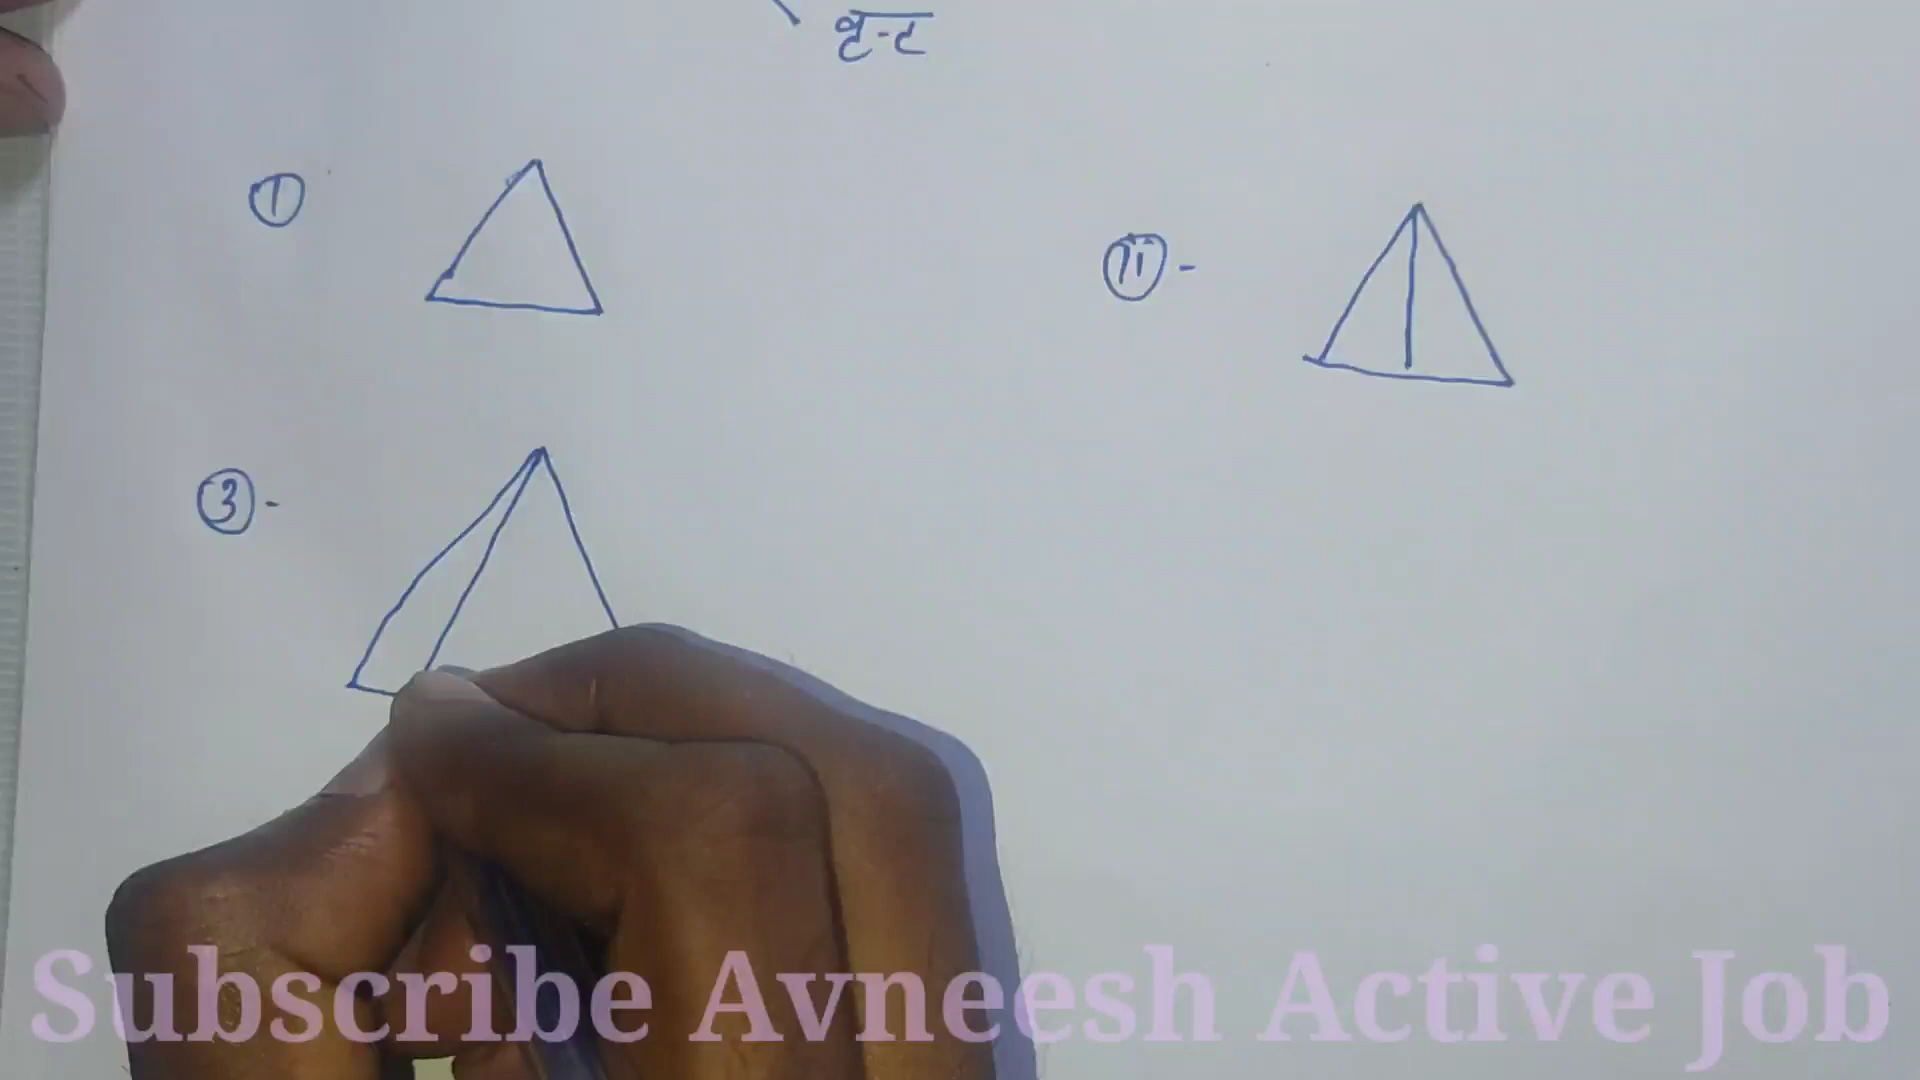 वृत्त
①
ii -
③ -
Subscribe Avneesh Active Job